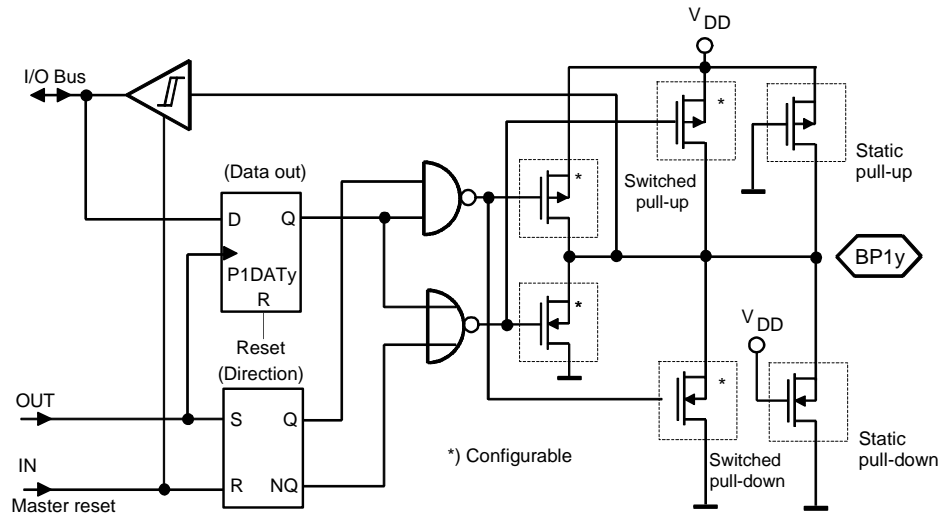 V DD
I/O Bus
*
(Data out)
D
Q
P1DATy
R
Reset
(Direction)
*
Switched
pull-up
Static
pull-up
BP1y
*
V DD
OUT
S
Q
*
IN
R
NQ
Master reset
*) Configurable
Switched
pull-down
Static
pull-down